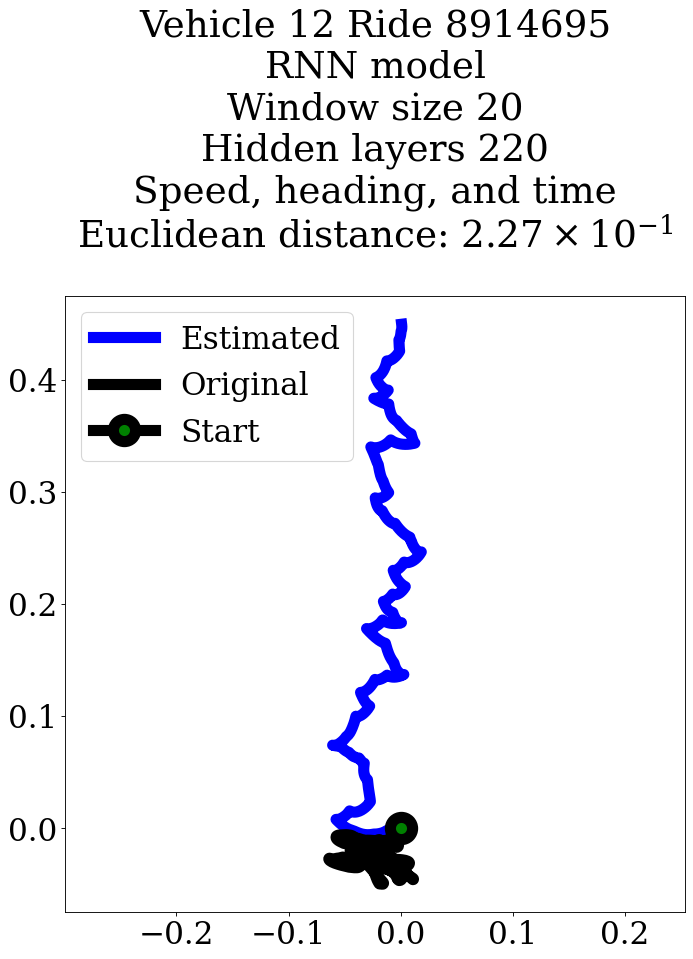 Vehicle 12 Ride 8914695
RNN model
Window size 20
Hidden layers 220
Speed, heading, and time
Euclidean distance: 2.27 × 10⁻¹
Estimated
Original
Start
0.4
0.3
0.2
0.1
0.0
−0.2 −0.1 0.0 0.1 0.2